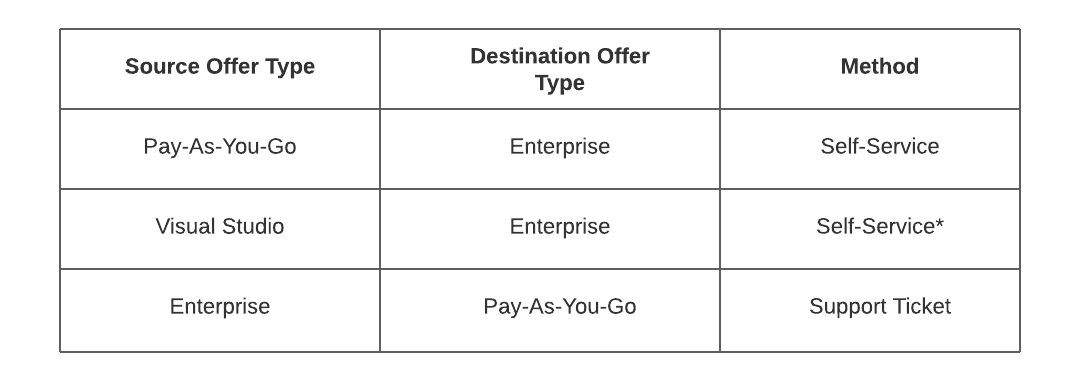 Source Offer Type
Destination Offer
Type
Method
Pay-As-You-Go
Enterprise
Self-Service
Visual Studio
Enterprise
Self-Service*
Enterprise
Pay-As-You-Go
Support Ticket